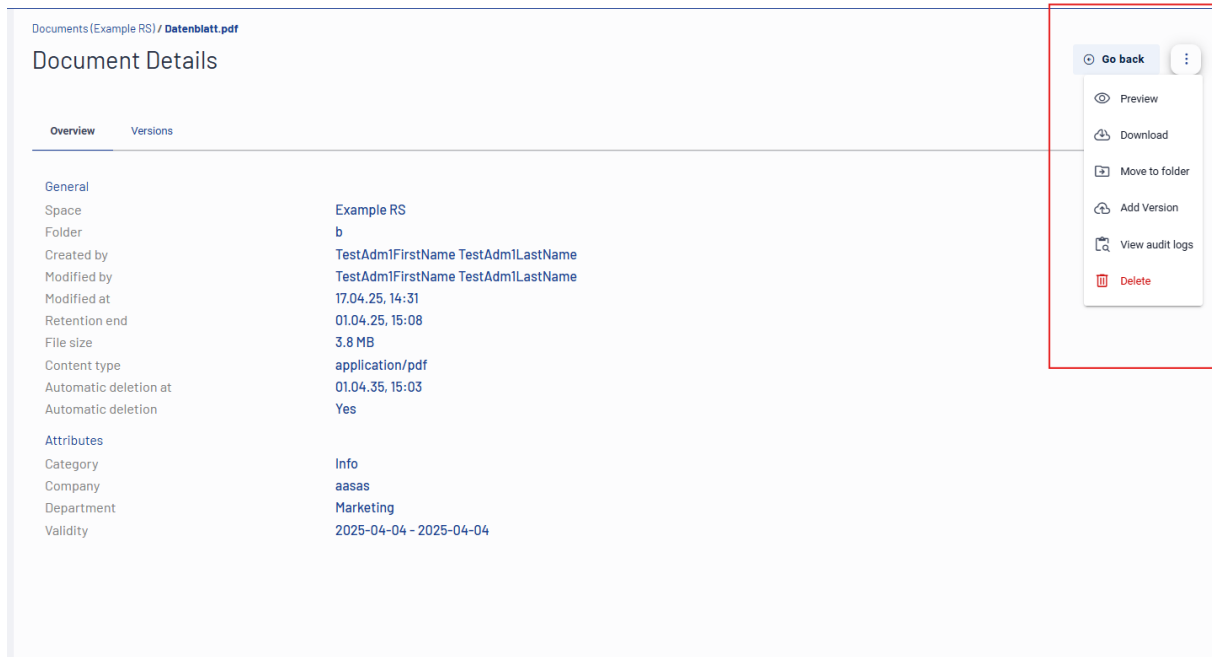 Documents (Example RS) / Datenblatt.pdf
Document Details
Go back
Preview
Download
Move to folder
Add Version
View audit logs
Delete
Overview Versions
General
Space Example RS
Folder b
Created by TestAdm1FirstName TestAdm1LastName
Modified by TestAdm1FirstName TestAdm1LastName
Modified at 17.04.25, 14:31
Retention end 01.04.25, 15:08
File size 3.8 MB
Content type application/pdf
Automatic deletion at 01.04.35, 15:03
Automatic deletion Yes
Attributes
Category Info
Company aasas
Department Marketing
Validity 2025-04-04 - 2025-04-04